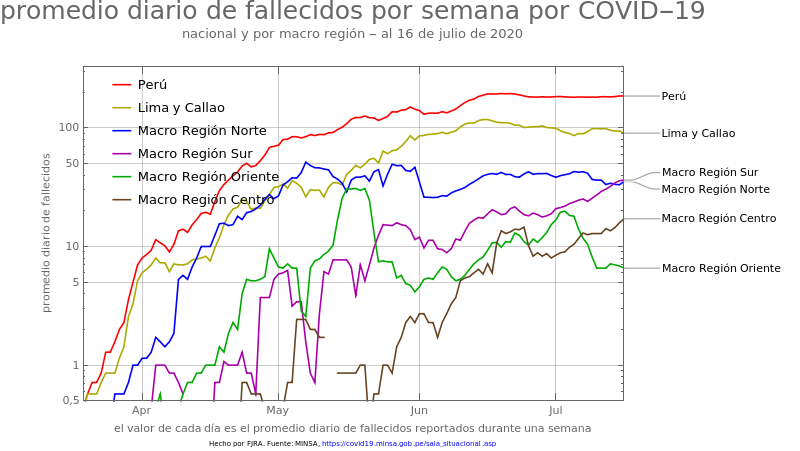 promedio diario de fallecidos por semana por COVID–19
nacional y por macro región – al 16 de julio de 2020
Perú
Lima y Callao
Macro Región Norte
Macro Región Sur
Macro Región Oriente
Macro Región Centro
promedio diario de fallecidos
100
50
10
5
1
0,5
Apr
May
Jun
Jul
Perú
Lima y Callao
Macro Región Sur
Macro Región Norte
Macro Región Centro
Macro Región Oriente
el valor de cada día es el promedio diario de fallecidos reportados durante una semana
Hecho por FJRA. Fuente: MINSA, https://covid19.minsa.gob.pe/sala_situacional.asp